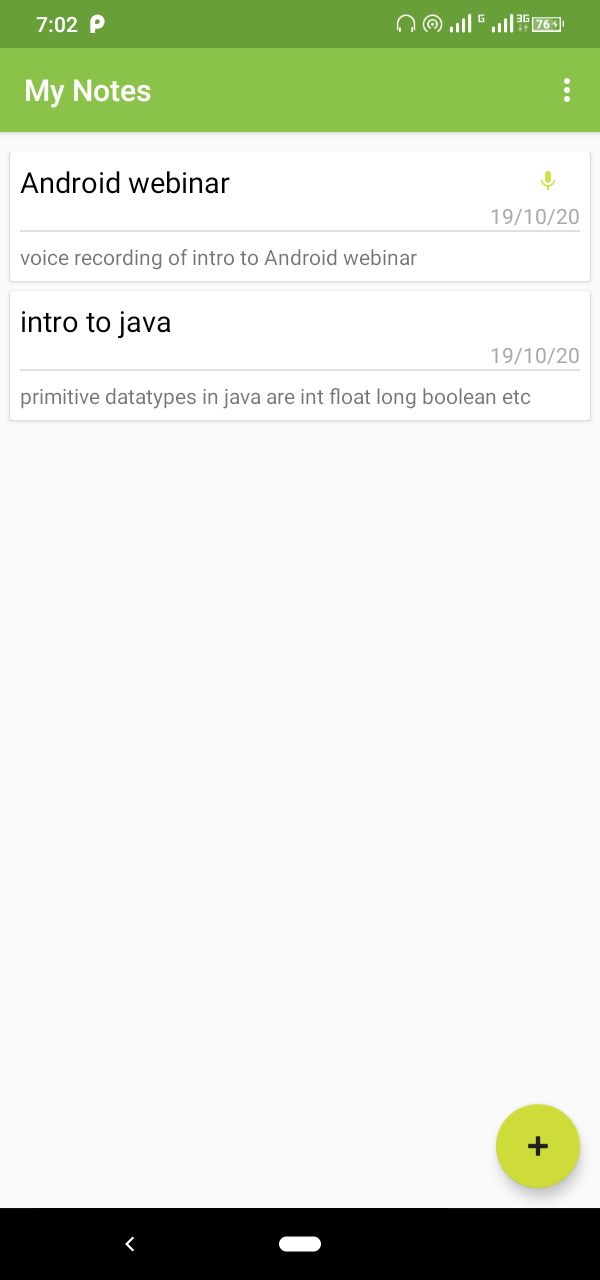 7:02 G 3G 76
My Notes
Android webinar
19/10/20
voice recording of intro to Android webinar
intro to java
19/10/20
primitive datatypes in java are int float long boolean etc